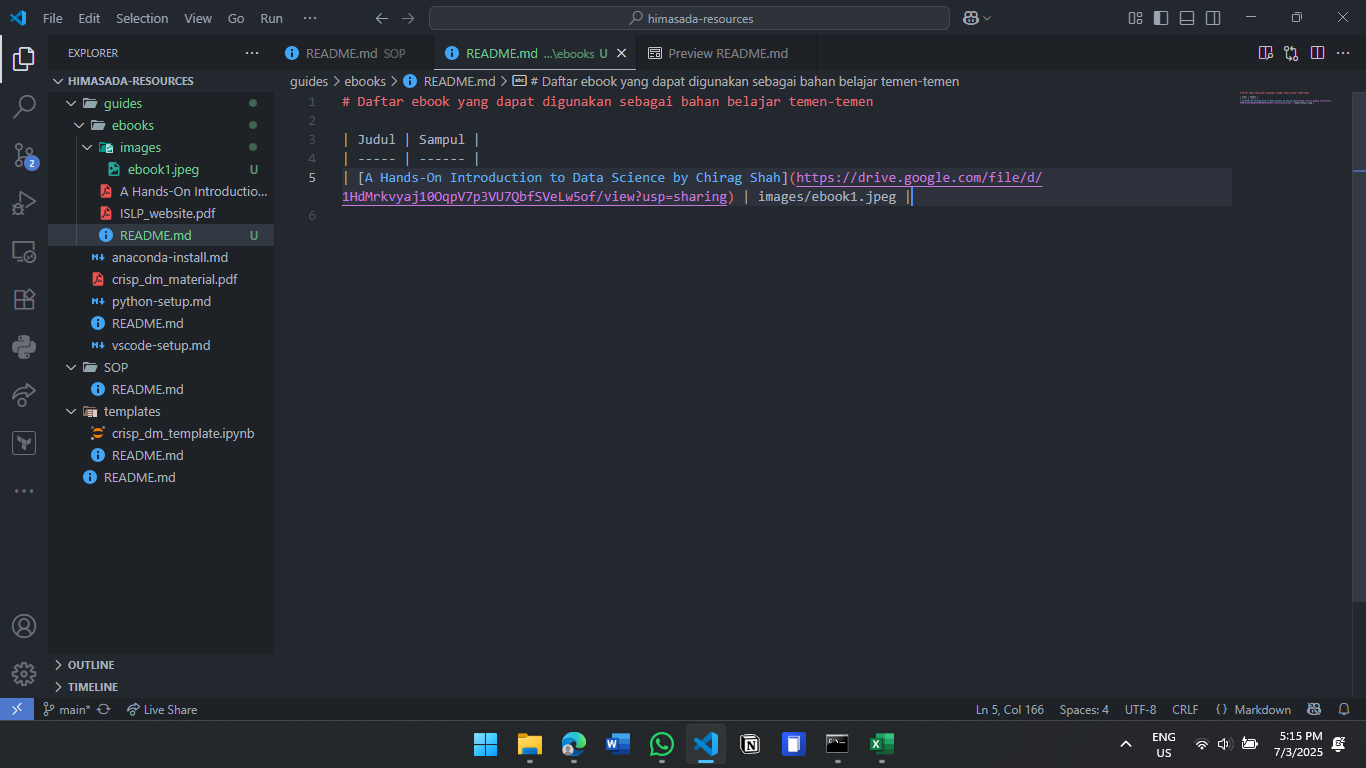 File Edit Selection View Go Run ··· himasada-resources
EXPLORER ···
HIMASADA-RESOURCES
guides
ebooks
images
ebook1.jpeg U
A Hands-On Introductio...
ISLP_website.pdf
README.md U
anaconda-install.md
crisp_dm_material.pdf
python-setup.md
README.md
vscode-setup.md
SOP
README.md
templates
crisp_dm_template.ipynb
README.md
README.md
OUTLINE
TIMELINE
2
README.md SOP README.md ...\ebooks U Preview README.md
guides > ebooks > README.md > # Daftar ebook yang dapat digunakan sebagai bahan belajar temen-temen
1 # Daftar ebook yang dapat digunakan sebagai bahan belajar temen-temen
2
3 | Judul | Sampul |
4 | ----- | ------ |
5 | [A Hands-On Introduction to Data Science by Chirag Shah](https://drive.google.com/file/d/
1HdMrkvyaj10OqpV7p3VU7QbfSVeLw5of/view?usp=sharing) | images/ebook1.jpeg |
6
main* Live Share Ln 5, Col 166 Spaces: 4 UTF-8 CRLF {} Markdown
ENG
US
5:15 PM
7/3/2025